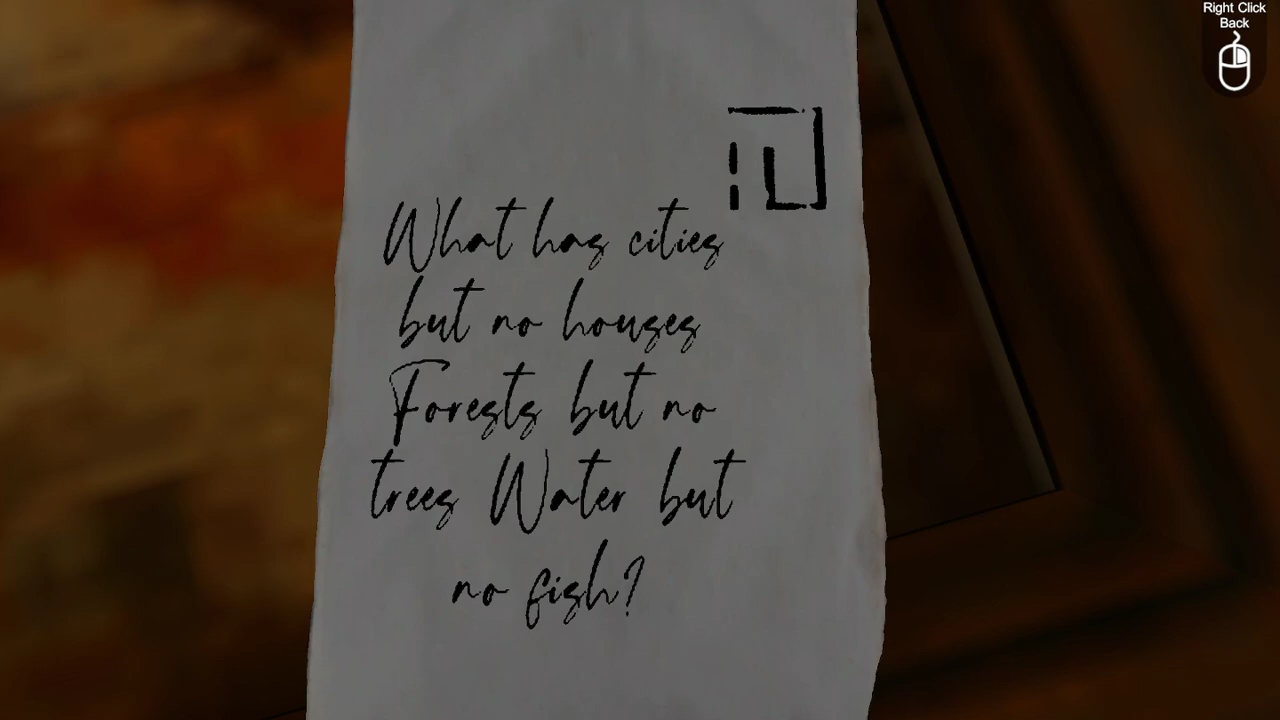 Right Click
Back
What has cities
but no houses
Forests but no
trees Water but
no fish?